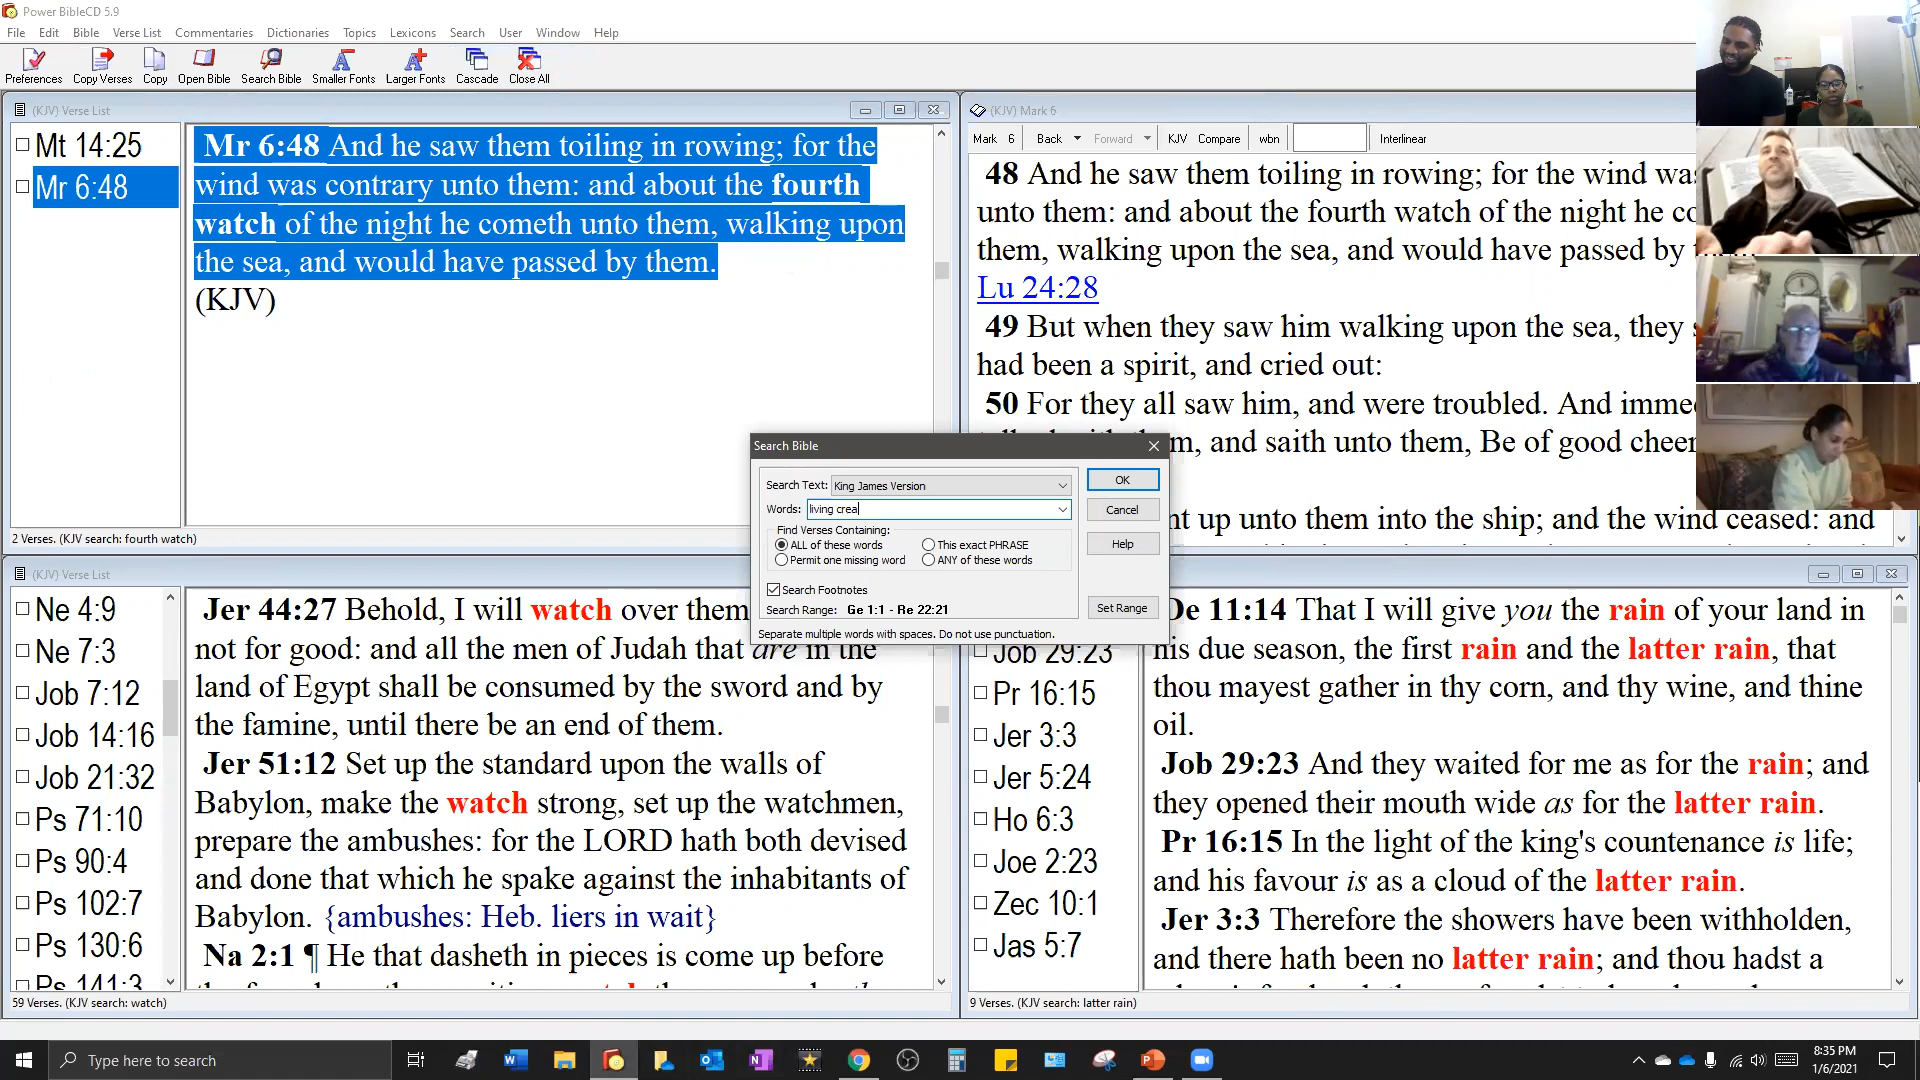 Power BibleCD 5.9
File Edit Bible Verse List Commentaries Dictionaries Topics Lexicons Search User Window Help
Preferences Copy Verses Copy Open Bible Search Bible Smaller Fonts Larger Fonts Cascade Close All
(KJV) Verse List
Mt 14:25
Mr 6:48
Mr 6:48 And he saw them toiling in rowing; for the
wind was contrary unto them: and about the fourth
watch of the night he cometh unto them, walking upon
the sea, and would have passed by them.
(KJV)
2 Verses. (KJV search: fourth watch)
(KJV) Mark 6
Mark 6 Back Forward KJV Compare wbn Interlinear
48 And he saw them toiling in rowing; for the wind was
unto them: and about the fourth watch of the night he co
them, walking upon the sea, and would have passed by
Lu 24:28
49 But when they saw him walking upon the sea, they s
had been a spirit, and cried out:
50 For they all saw him, and were troubled. And immed
m, and saith unto them, Be of good cheer
nt up unto them into the ship; and the wind ceased: and
Search Bible
Search Text: King James Version
Words: living crea
Find Verses Containing:
ALL of these words This exact PHRASE
Permit one missing word ANY of these words
Search Footnotes
Search Range: Ge 1:1 - Re 22:21
Separate multiple words with spaces. Do not use punctuation.
OK
Cancel
Help
Set Range
(KJV) Verse List
Ne 4:9
Ne 7:3
Job 7:12
Job 14:16
Job 21:32
Ps 71:10
Ps 90:4
Ps 102:7
Ps 130:6
Ps 141:3
Jer 44:27 Behold, I will watch over them
not for good: and all the men of Judah that are in the
land of Egypt shall be consumed by the sword and by
the famine, until there be an end of them.
Jer 51:12 Set up the standard upon the walls of
Babylon, make the watch strong, set up the watchmen,
prepare the ambushes: for the LORD hath both devised
and done that which he spake against the inhabitants of
Babylon. {ambushes: Heb. liers in wait}
Na 2:1 ¶ He that dasheth in pieces is come up before
59 Verses. (KJV search: watch)
Job 29:23
Pr 16:15
Jer 3:3
Jer 5:24
Ho 6:3
Joe 2:23
Zec 10:1
Jas 5:7
De 11:14 That I will give you the rain of your land in
his due season, the first rain and the latter rain, that
thou mayest gather in thy corn, and thy wine, and thine
oil.
Job 29:23 And they waited for me as for the rain; and
they opened their mouth wide as for the latter rain.
Pr 16:15 In the light of the king's countenance is life;
and his favour is as a cloud of the latter rain.
Jer 3:3 Therefore the showers have been withholden,
and there hath been no latter rain; and thou hadst a
9 Verses. (KJV search: latter rain)
Type here to search
8:35 PM
1/6/2021